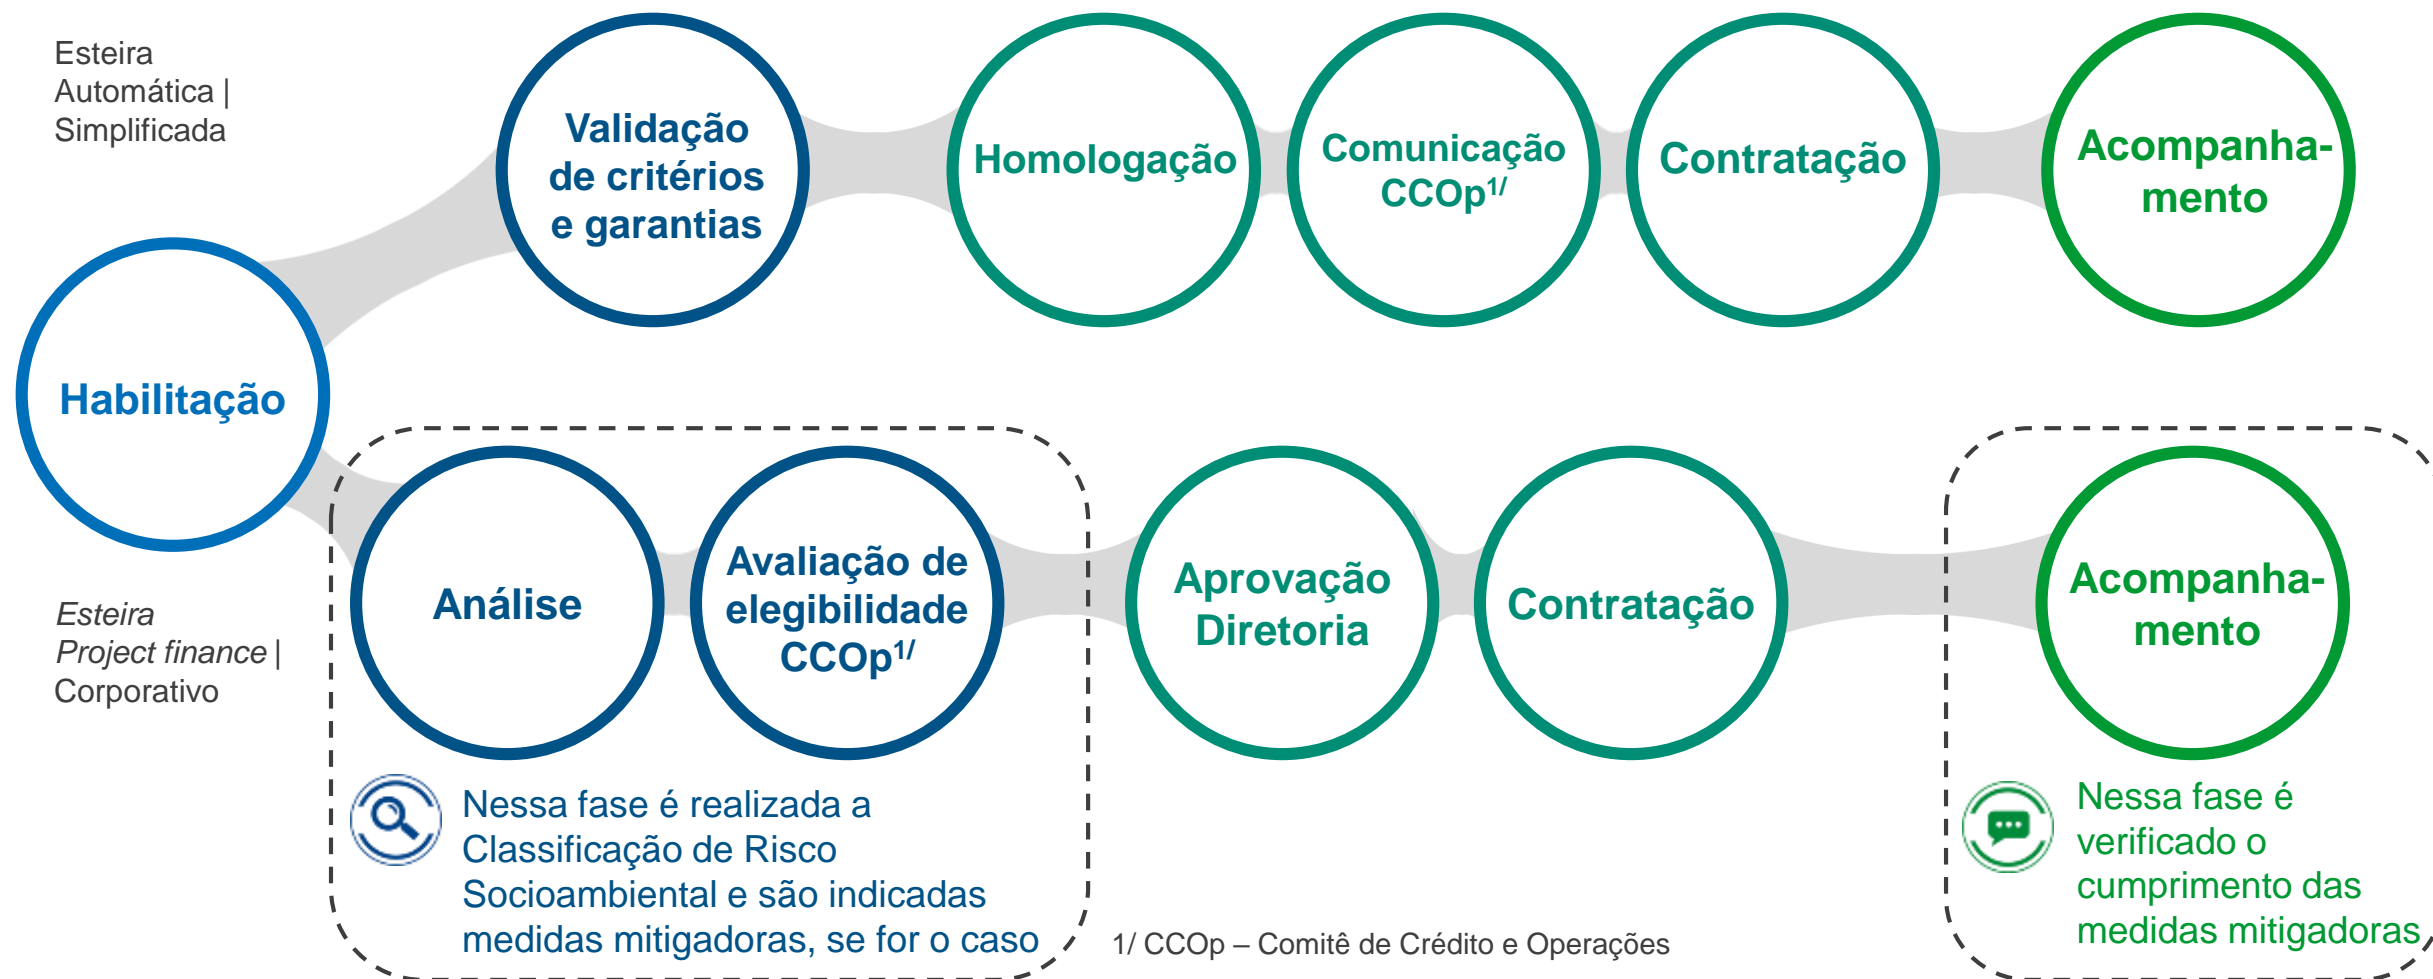 Esteira
Automática |
Simplificada
Validação
de critérios
e garantias
Homologação
Comunicação
CCOp1/
Contratação
Acompanha-
mento
Habilitação
Esteira
Project finance |
Corporativo
Análise
Avaliação de
elegibilidade
CCOp1/
Aprovação
Diretoria
Contratação
Acompanha-
mento
Nessa fase é realizada a
Classificação de Risco
Socioambiental e são indicadas
medidas mitigadoras, se for o caso
Nessa fase é
verificado o
cumprimento das
medidas mitigadoras
1/ CCOp – Comitê de Crédito e Operações